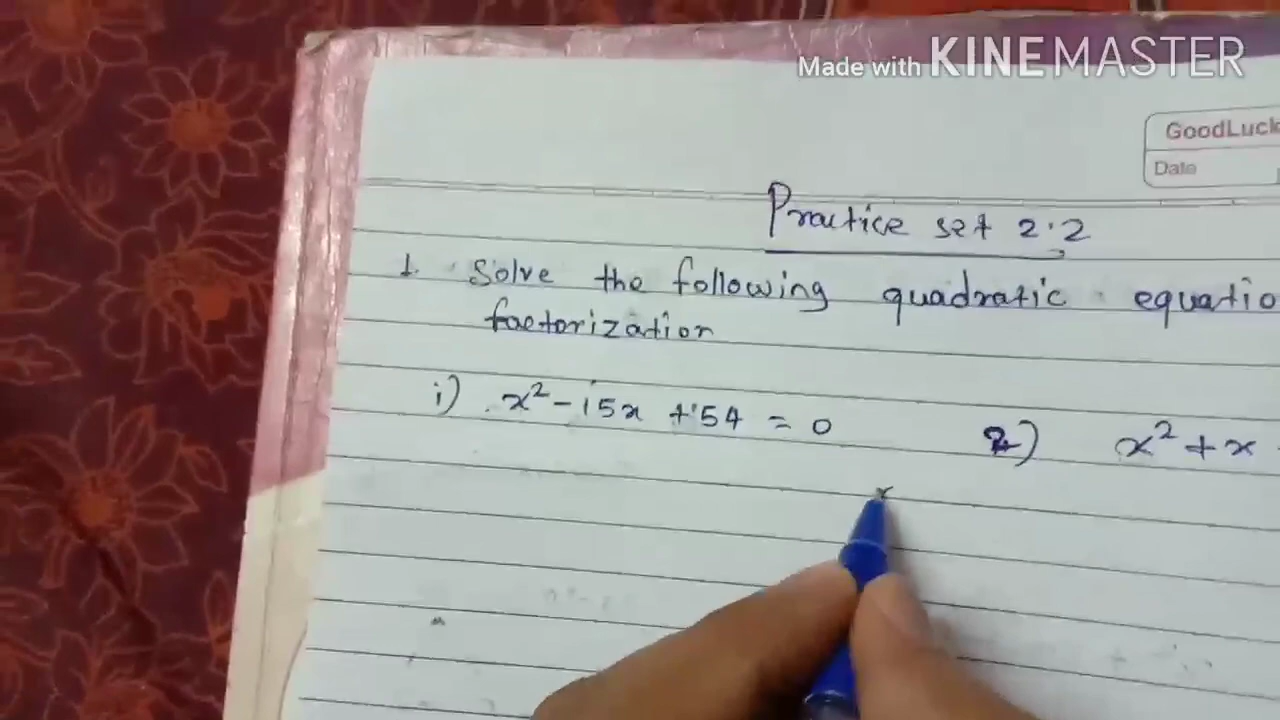 Made with KINEMASTER
GoodLuck
Date
Practice set 2.2
1. Solve the following quadratic equatio
factorization
i) x² - 15x + 54 = 0
2) x² + x